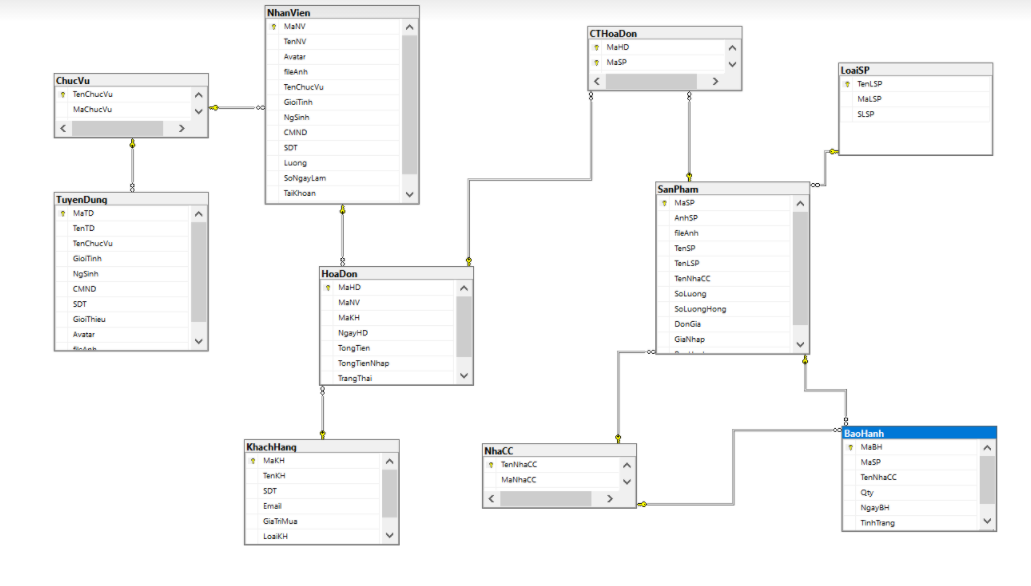 NhanVien
MaNV
TenNV
Avatar
fileAnh
TenChucVu
GioiTinh
NgSinh
CMND
SDT
Luong
SoNgayLam
TaiKhoan
CTHoaDon
MaHD
MaSP
LoaiSP
TenLSP
MaLSP
SLSP
ChucVu
TenChucVu
MaChucVu
TuyenDung
MaTD
TenTD
TenChucVu
GioiTinh
NgSinh
CMND
SDT
GioiThieu
Avatar
fileAnh
SanPham
MaSP
AnhSP
fileAnh
TenSP
TenLSP
TenNhaCC
SoLuong
SoLuongHong
DonGia
GiaNhap
HoaDon
MaHD
MaNV
MaKH
NgayHD
TongTien
TongTienNhap
TrangThai
KhachHang
MaKH
TenKH
SDT
Email
GiaTriMua
LoaiKH
NhaCC
TenNhaCC
MaNhaCC
BaoHanh
MaBH
MaSP
TenNhaCC
Qty
NgayBH
TinhTrang